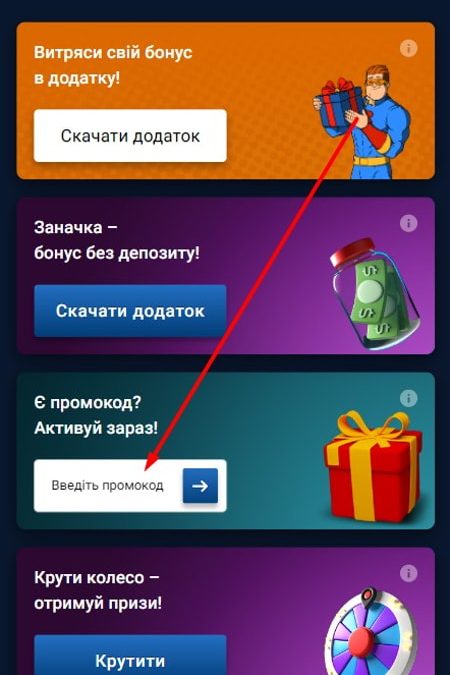 Витряси свій бонус
в додатку!
Скачати додаток
Заначка –
бонус без депозиту!
Скачати додаток
Є промокод?
Активуй зараз!
Введіть промокод
Крути колесо –
отримуй призи!
Крутити